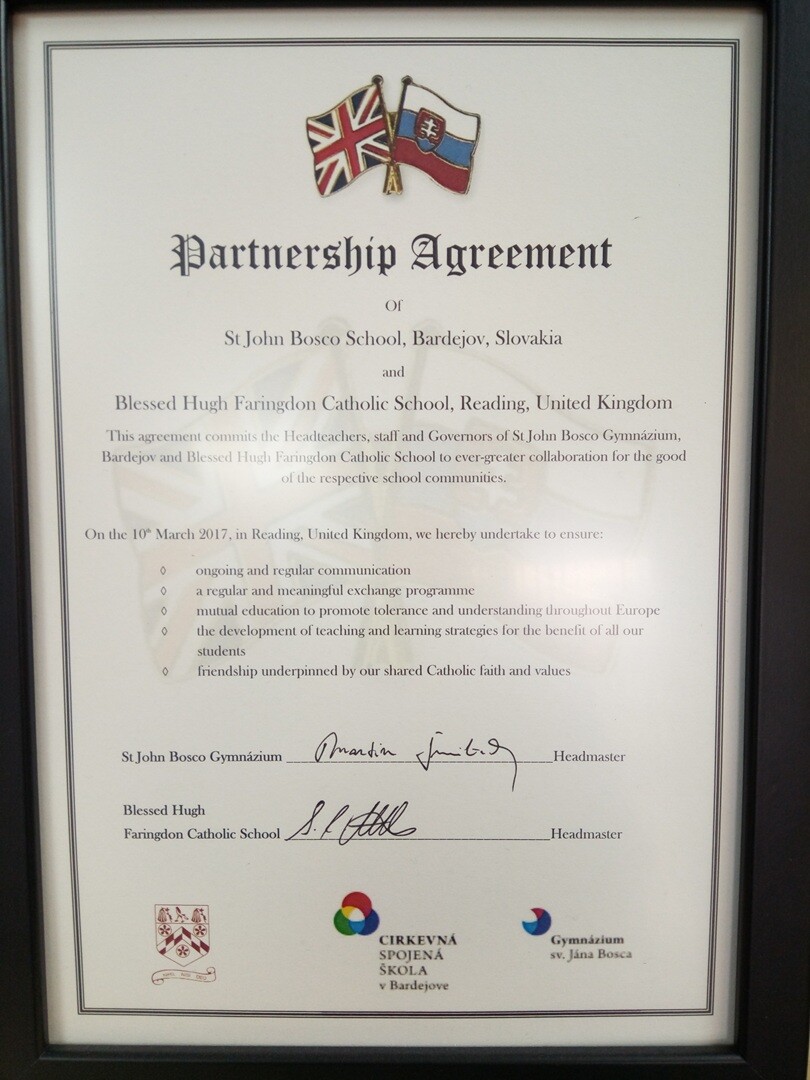 Partnership Agreement
Of
St John Bosco School, Bardejov, Slovakia
and
Blessed Hugh Faringdon Catholic School, Reading, United Kingdom
This agreement commits the Headteachers, staff and Governors of St John Bosco Gymnázium,
Bardejov and Blessed Hugh Faringdon Catholic School to ever-greater collaboration for the good
of the respective school communities.
On the 10th March 2017, in Reading, United Kingdom, we hereby undertake to ensure:
◊ ongoing and regular communication
◊ a regular and meaningful exchange programme
◊ mutual education to promote tolerance and understanding throughout Europe
◊ the development of teaching and learning strategies for the benefit of all our
students
◊ friendship underpinned by our shared Catholic faith and values
St John Bosco Gymnázium Martin Headmaster
Blessed Hugh
Faringdon Catholic School Headmaster
CIRKEVNÁ
SPOJENÁ
ŠKOLA
v Bardejove
Gymnázium
sv. Jána Bosca